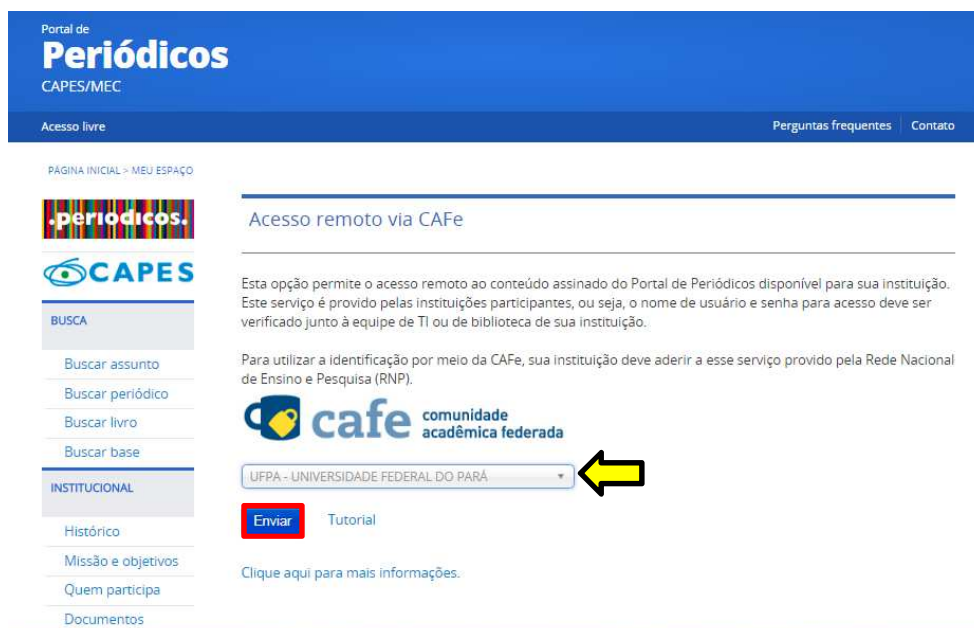 Portal de
Periódicos
CAPES/MEC
Acesso livre
Perguntas frequentes
Contato
PÁGINA INICIAL > MEU ESPAÇO
.periodicos.
CAPES
BUSCA
Buscar assunto
Buscar periódico
Buscar livro
Buscar base
INSTITUCIONAL
Histórico
Missão e objetivos
Quem participa
Documentos
Acesso remoto via CAFe
Esta opção permite o acesso remoto ao conteúdo assinado do Portal de Periódicos disponível para sua instituição.
Este serviço é provido pelas instituições participantes, ou seja, o nome de usuário e senha para acesso deve ser
verificado junto à equipe de TI ou de biblioteca de sua instituição.
Para utilizar a identificação por meio da CAFe, sua instituição deve aderir a esse serviço provido pela Rede Nacional
de Ensino e Pesquisa (RNP).
cafe
comunidade
acadêmica federada
UFPA - UNIVERSIDADE FEDERAL DO PARÁ
Enviar
Tutorial
Clique aqui para mais informações.